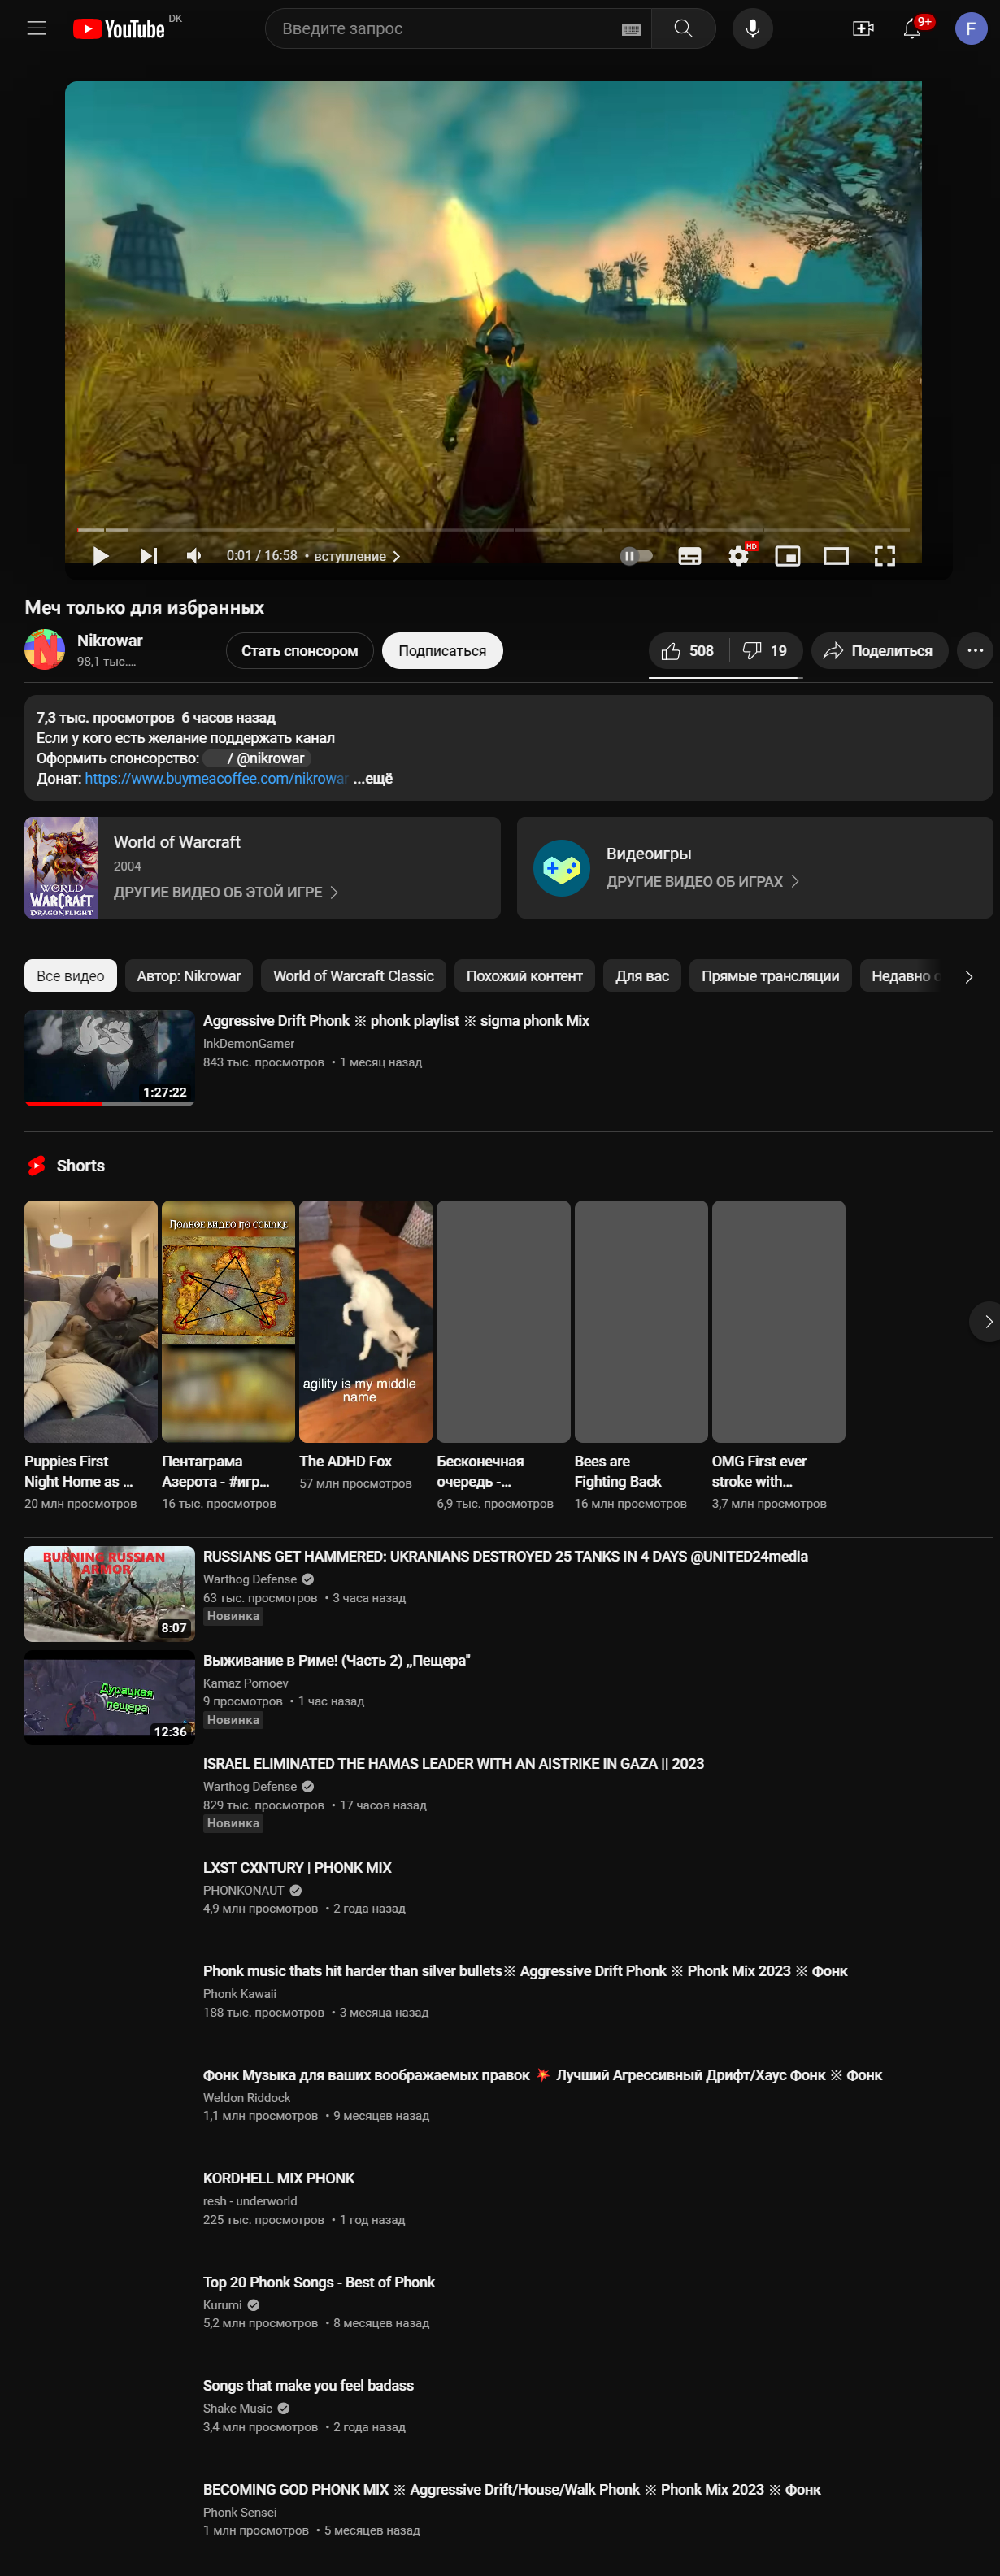 YouTube DK
Введите запрос
9+
F
0:01 / 16:58 • вступление
HD
Меч только для избранных
N
Nikrowar
98,1 тыс....
Стать спонсором
Подписаться
508
19
Поделиться
7,3 тыс. просмотров 6 часов назад
Если у кого есть желание поддержать канал
Оформить спонсорство: / @nikrowar
Донат: https://www.buymeacoffee.com/nikrowar ...ещё
WORLD
WARCRAFT
DRAGONFLIGHT
World of Warcraft
2004
ДРУГИЕ ВИДЕО ОБ ЭТОЙ ИГРЕ
Видеоигры
ДРУГИЕ ВИДЕО ОБ ИГРАХ
Все видео
Автор: Nikrowar
World of Warcraft Classic
Похожий контент
Для вас
Прямые трансляции
Недавно
1:27:22
Aggressive Drift Phonk ※ phonk playlist ※ sigma phonk Mix
InkDemonGamer
843 тыс. просмотров • 1 месяц назад
Shorts
Полное видео по ссылке
agility is my middle
name
Puppies First
Night Home as ...
20 млн просмотров
Пентаграма
Азерота - #игр...
16 тыс. просмотров
The ADHD Fox
57 млн просмотров
Бесконечная
очередь -...
6,9 тыс. просмотров
Bees are
Fighting Back
16 млн просмотров
OMG First ever
stroke with...
3,7 млн просмотров
BURNING RUSSIAN
ARMOR
8:07
RUSSIANS GET HAMMERED: UKRANIANS DESTROYED 25 TANKS IN 4 DAYS @UNITED24media
Warthog Defense
63 тыс. просмотров • 3 часа назад
Новинка
Дурацкая
пещера
12:36
Выживание в Риме! (Часть 2) ,,Пещера"
Kamaz Pomoev
9 просмотров • 1 час назад
Новинка
ISRAEL ELIMINATED THE HAMAS LEADER WITH AN AISTRIKE IN GAZA || 2023
Warthog Defense
829 тыс. просмотров • 17 часов назад
Новинка
LXST CXNTURY | PHONK MIX
PHONKONAUT
4,9 млн просмотров • 2 года назад
Phonk music thats hit harder than silver bullets※ Aggressive Drift Phonk ※ Phonk Mix 2023 ※ Фонк
Phonk Kawaii
188 тыс. просмотров • 3 месяца назад
Фонк Музыка для ваших воображаемых правок 💥 Лучший Агрессивный Дрифт/Хаус Фонк ※ Фонк
Weldon Riddock
1,1 млн просмотров • 9 месяцев назад
KORDHELL MIX PHONK
resh - underworld
225 тыс. просмотров • 1 год назад
Top 20 Phonk Songs - Best of Phonk
Kurumi
5,2 млн просмотров • 8 месяцев назад
Songs that make you feel badass
Shake Music
3,4 млн просмотров • 2 года назад
BECOMING GOD PHONK MIX ※ Aggressive Drift/House/Walk Phonk ※ Phonk Mix 2023 ※ Фонк
Phonk Sensei
1 млн просмотров • 5 месяцев назад